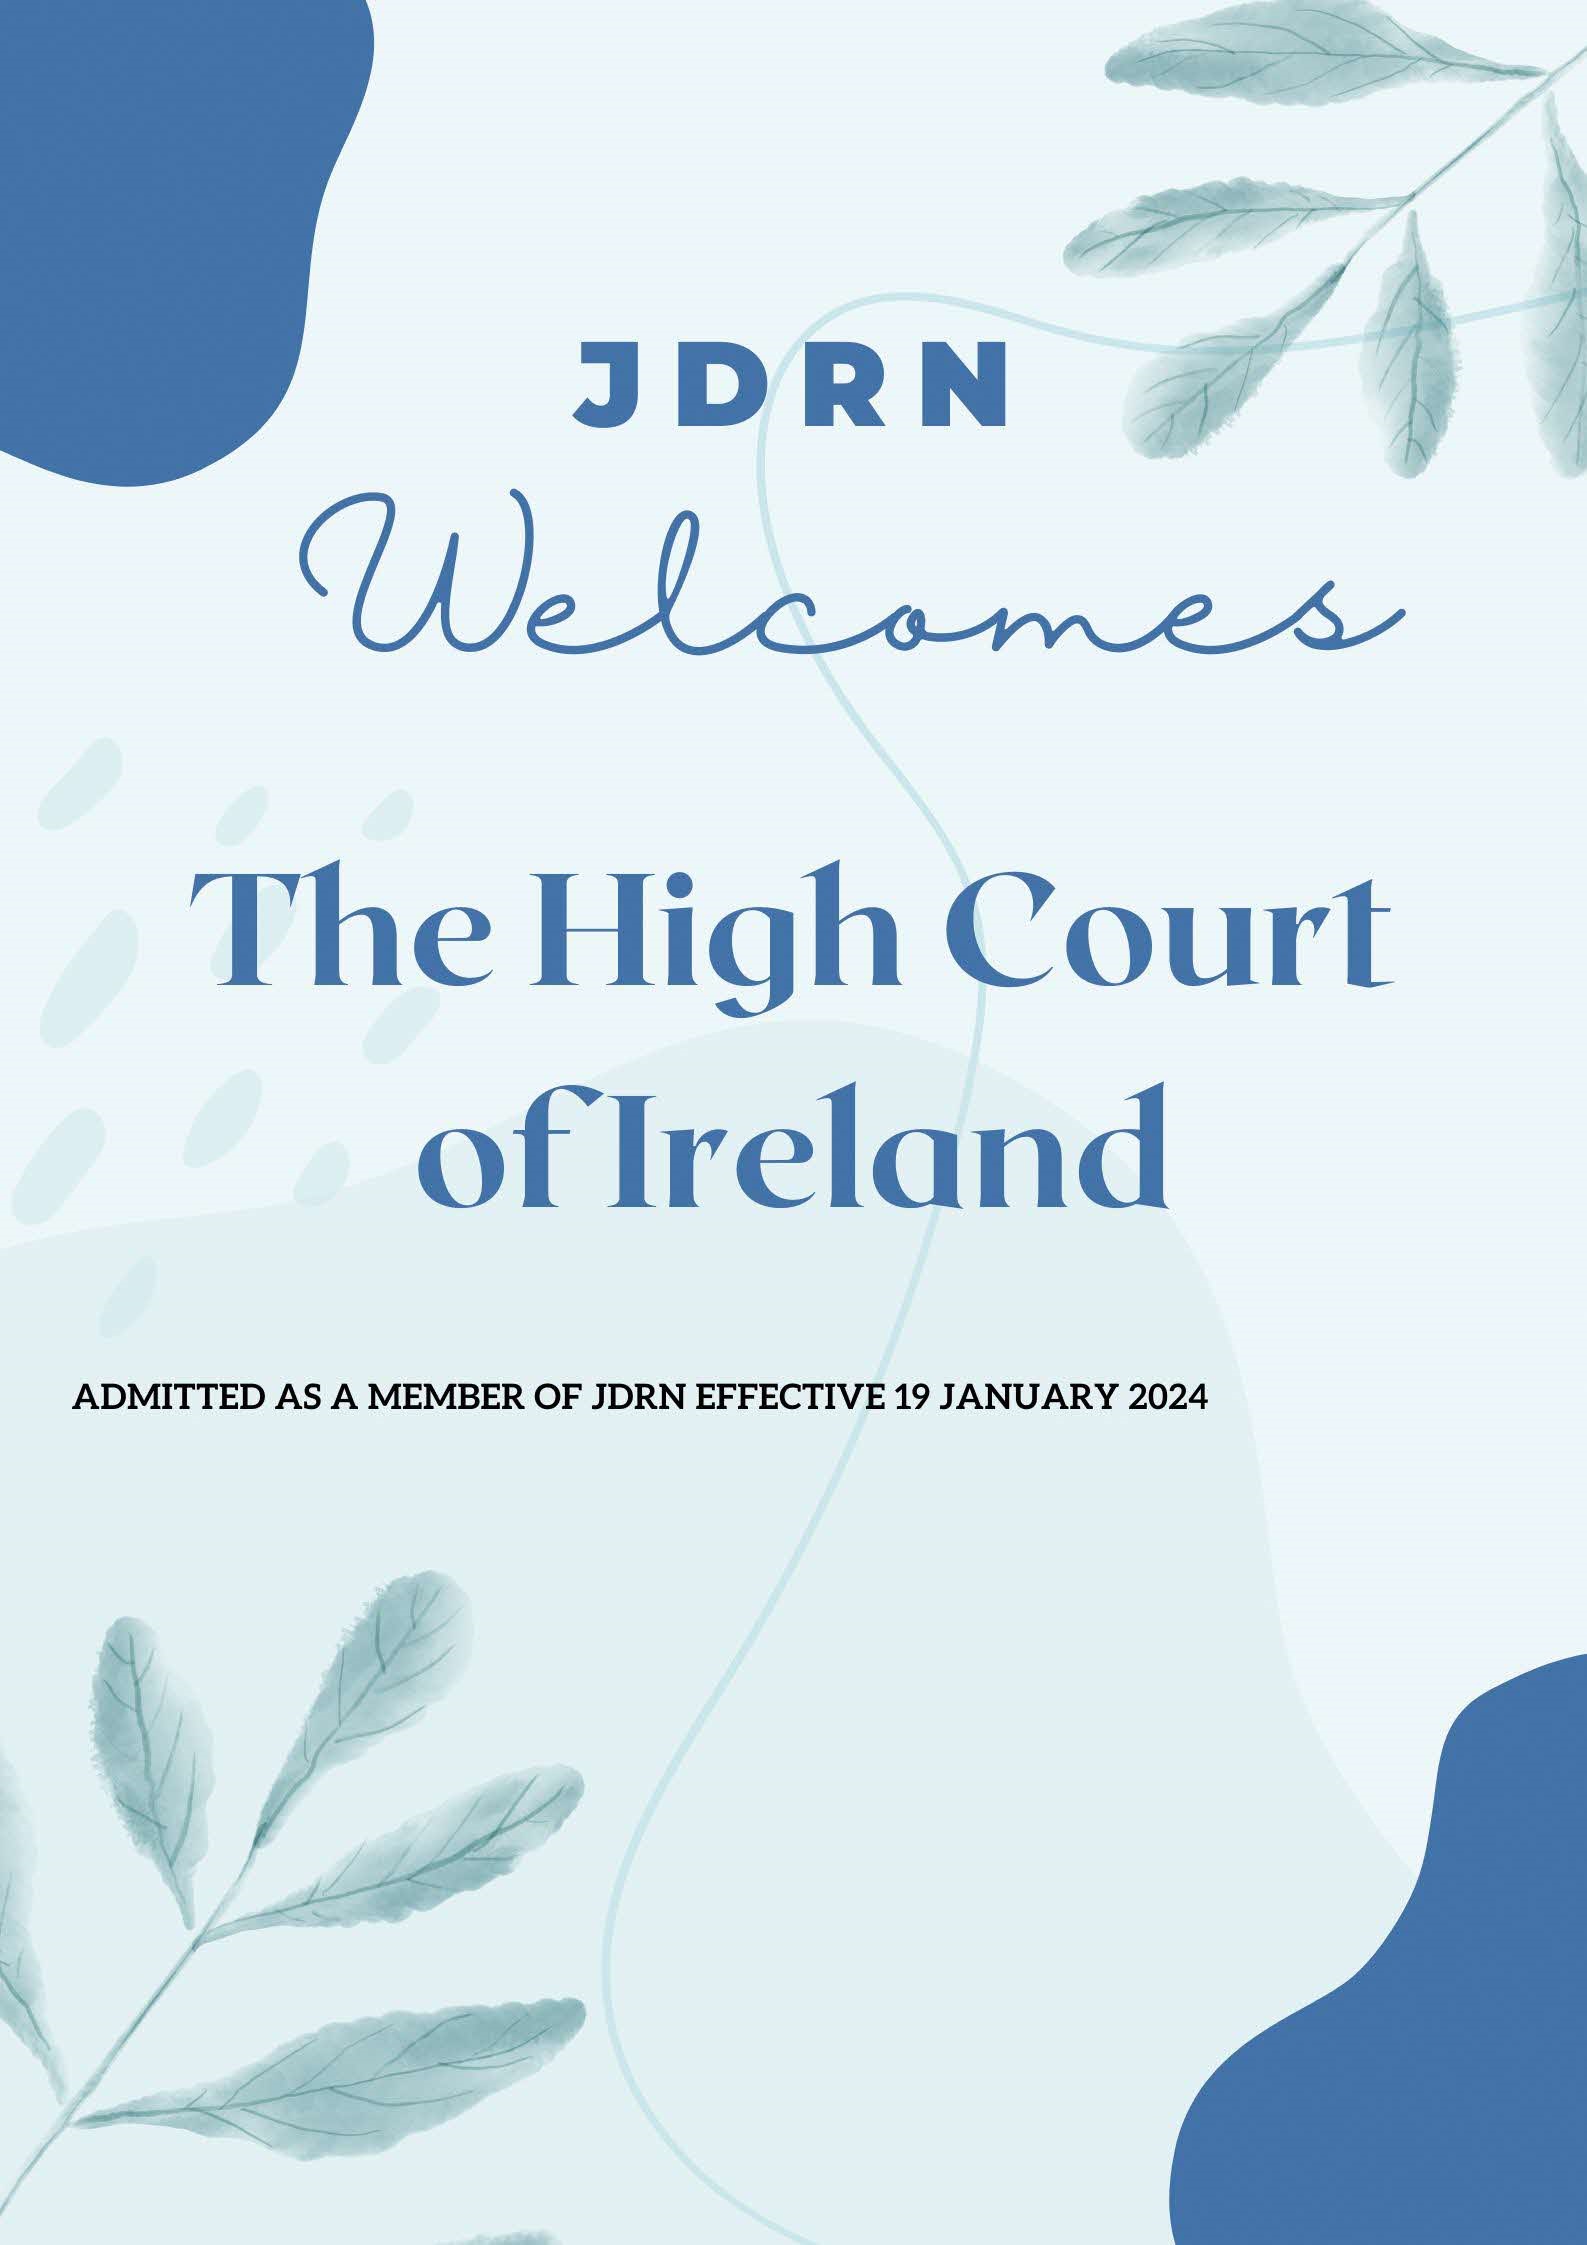 JDRN
Welcomes
The High Court
of Ireland
ADMITTED AS A MEMBER OF JDRN EFFECTIVE 19 JANUARY 2024